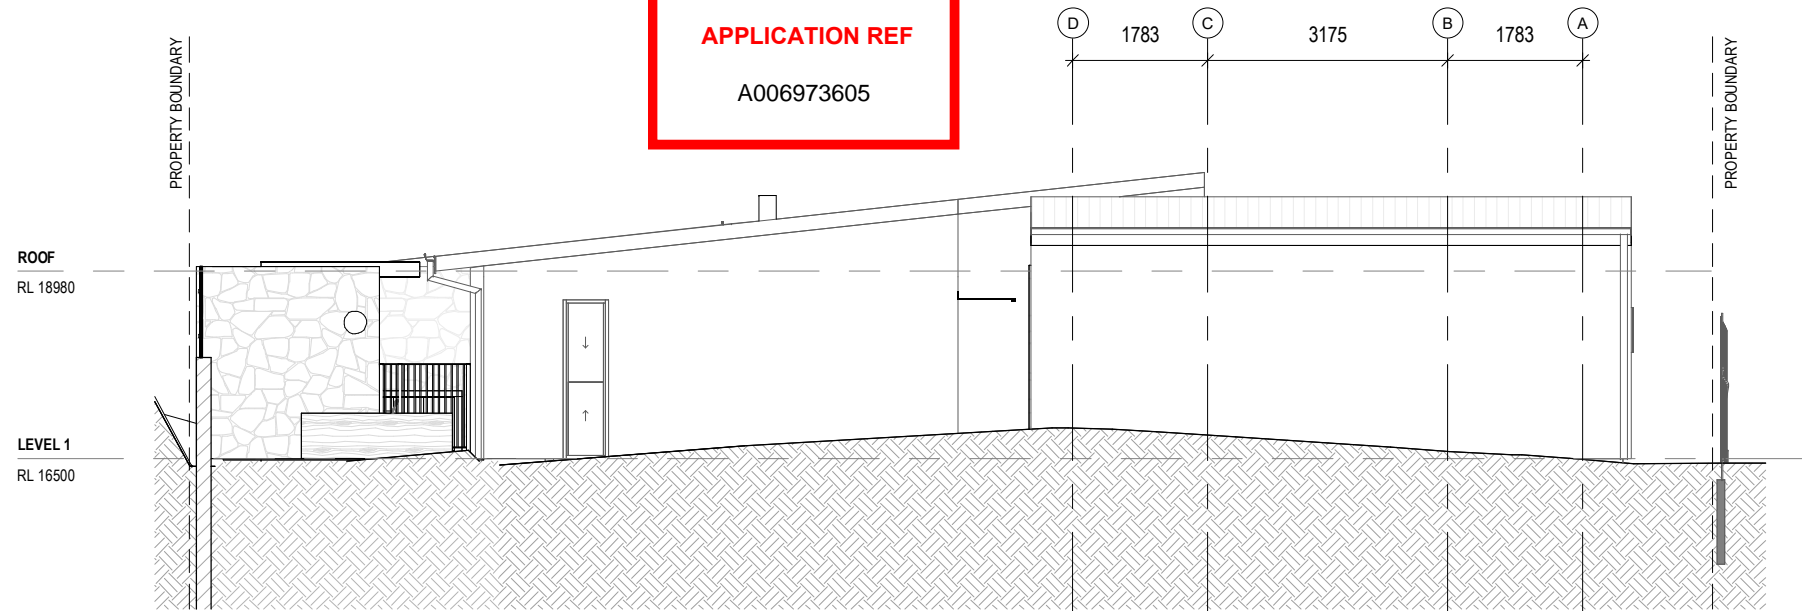 APPLICATION REF
A006973605
D
1783
C
3175
B
1783
A
PROPERTY BOUNDARY
PROPERTY BOUNDARY
ROOF
RL 18980
LEVEL 1
RL 16500